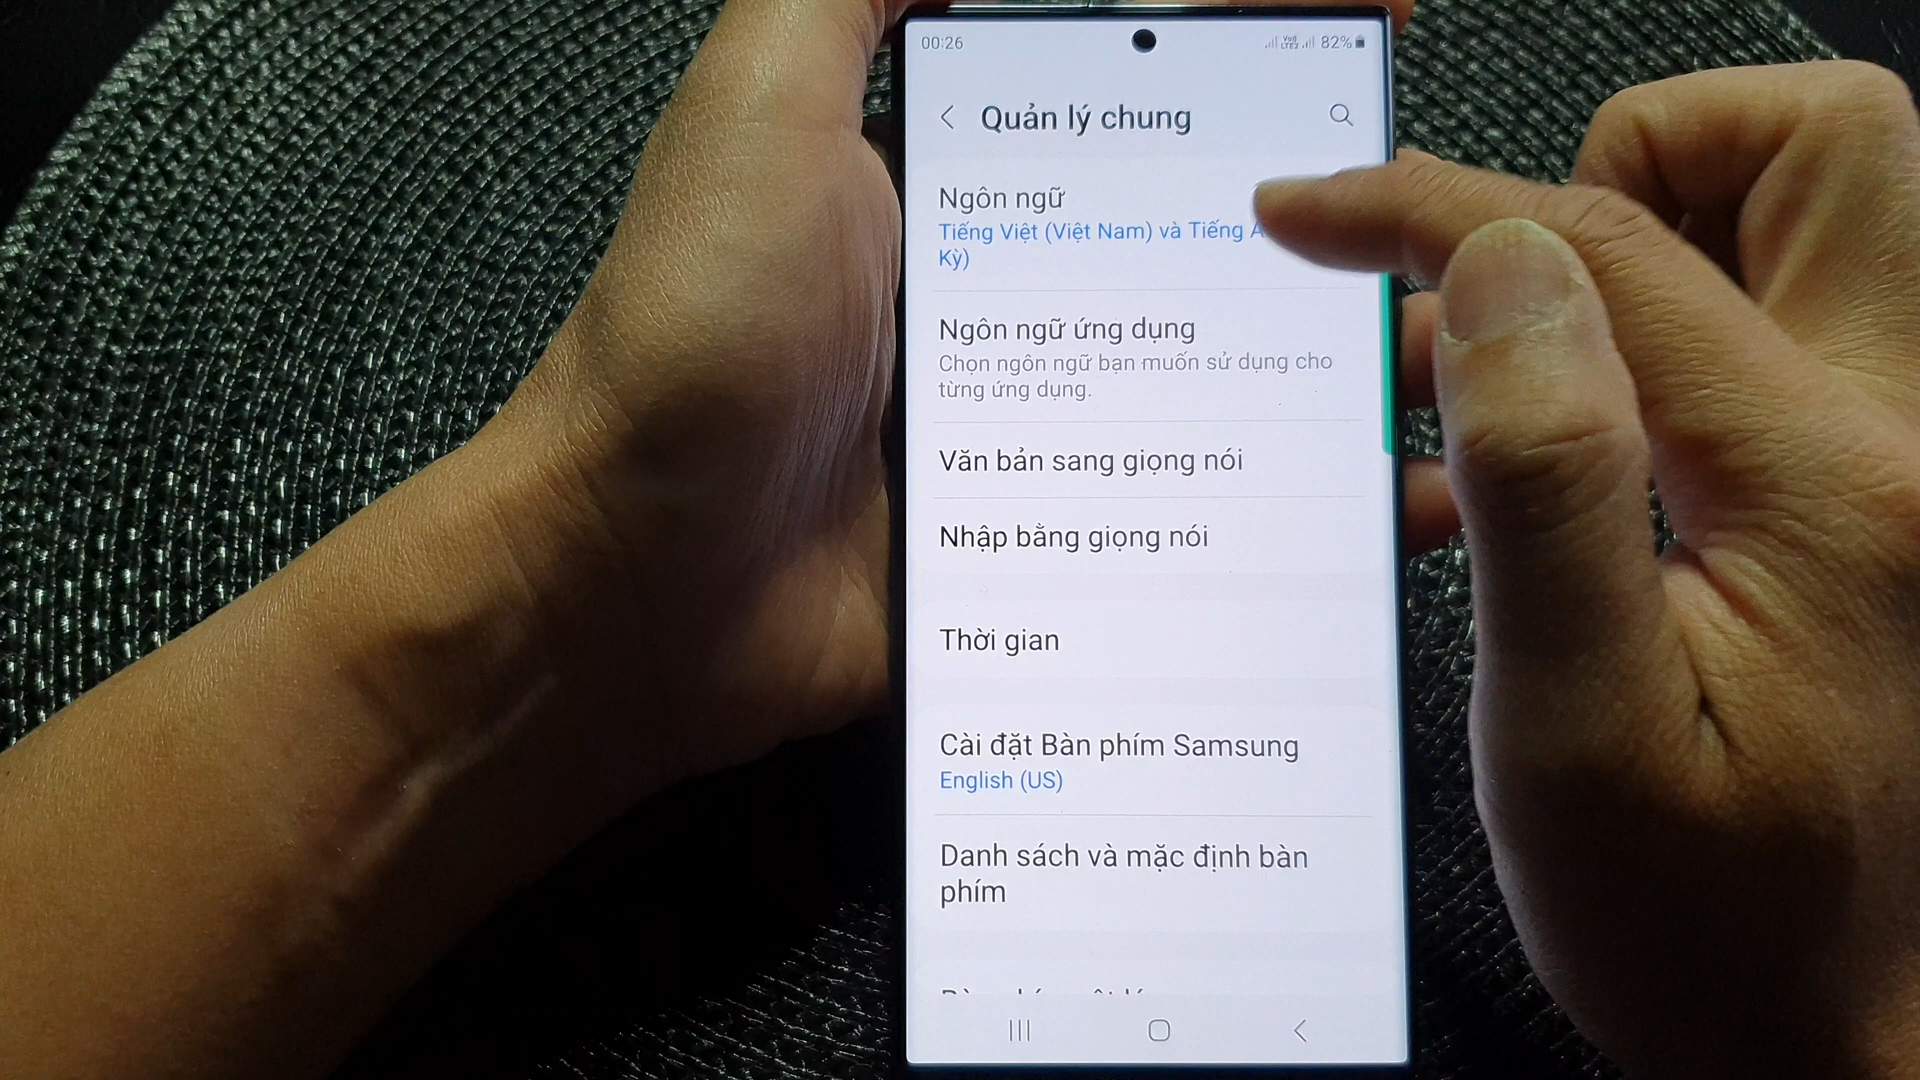 00:26
82%
Quản lý chung
Ngôn ngữ
Tiếng Việt (Việt Nam) và Tiếng
Kỳ)
Ngôn ngữ ứng dụng
Chọn ngôn ngữ bạn muốn sử dụng cho
từng ứng dụng.
Văn bản sang giọng nói
Nhập bằng giọng nói
Thời gian
Cài đặt Bàn phím Samsung
English (US)
Danh sách và mặc định bàn
phím